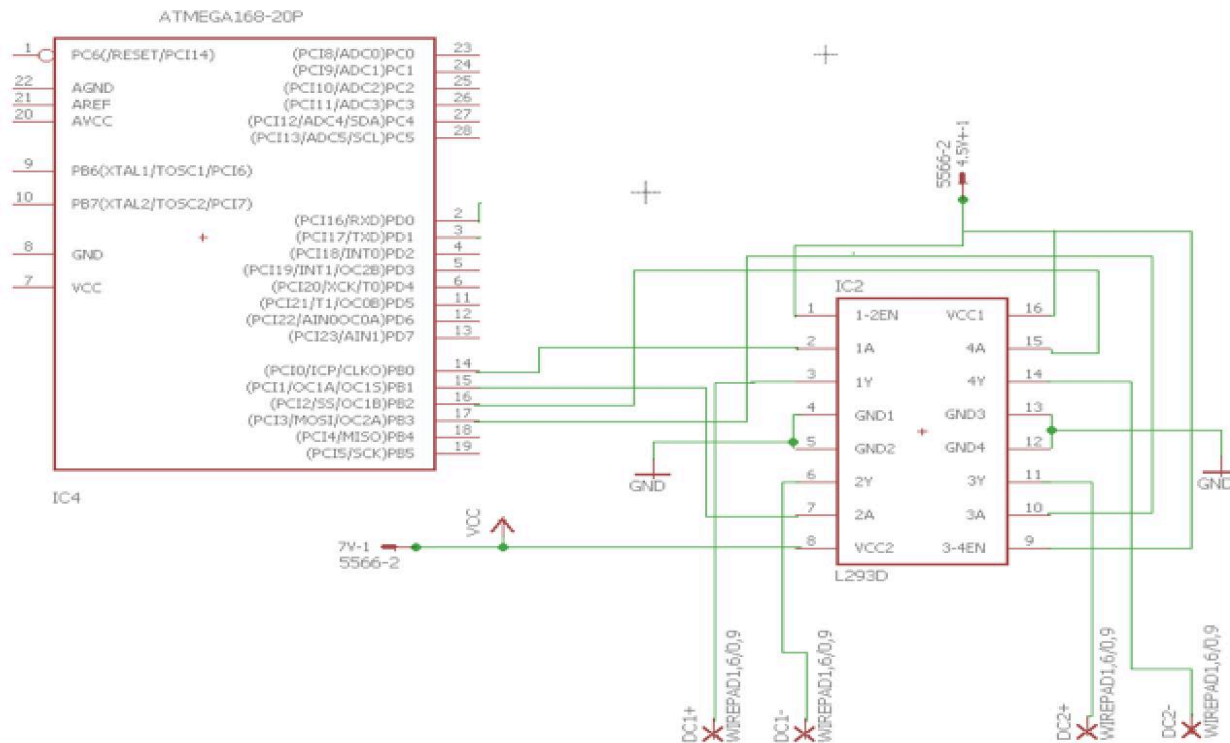 ATMEGA168-20P
1 PC6(/RESET/PCI14)
22 AGND
21 AREF
20 AVCC
9 PB6(XTAL1/TOSC1/PCI6)
10 PB7(XTAL2/TOSC2/PCI7)
8 GND
7 VCC
(PCI8/ADC0)PC0 23
(PCI9/ADC1)PC1 24
(PCI10/ADC2)PC2 25
(PCI11/ADC3)PC3 26
(PCI12/ADC4/SDA)PC4 27
(PCI13/ADC5/SCL)PC5 28
(PCI16/RXD)PD0 2
(PCI17/TXD)PD1 3
(PCI18/INT0)PD2 4
(PCI19/INT1/OC2B)PD3 5
(PCI20/XCK/T0)PD4 6
(PCI21/T1/OC0B)PD5 11
(PCI22/AIN0OC0A)PD6 12
(PCI23/AIN1)PD7 13
(PCI0/ICP/CLKO)PB0 14
(PCI1/OC1A/OC1S)PB1 15
(PCI2/SS/OC1B)PB2 16
(PCI3/MOSI/OC2A)PB3 17
(PCI4/MISO)PB4 18
(PCI5/SCK)PB5 19
IC4
5566-2
4.5V+-1
IC2
1 1-2EN VCC1 16
2 1A 4A 15
3 1Y 4Y 14
4 GND1 GND3 13
5 GND2 GND4 12
6 2Y 3Y 11
7 2A 3A 10
8 VCC2 3-4EN 9
L293D
GND
GND
VCC
7V-1
5566-2
DC1+
WIREPAD1,6/0,9
DC1-
WIREPAD1,6/0,9
DC2+
WIREPAD1,6/0,9
DC2-
WIREPAD1,6/0,9